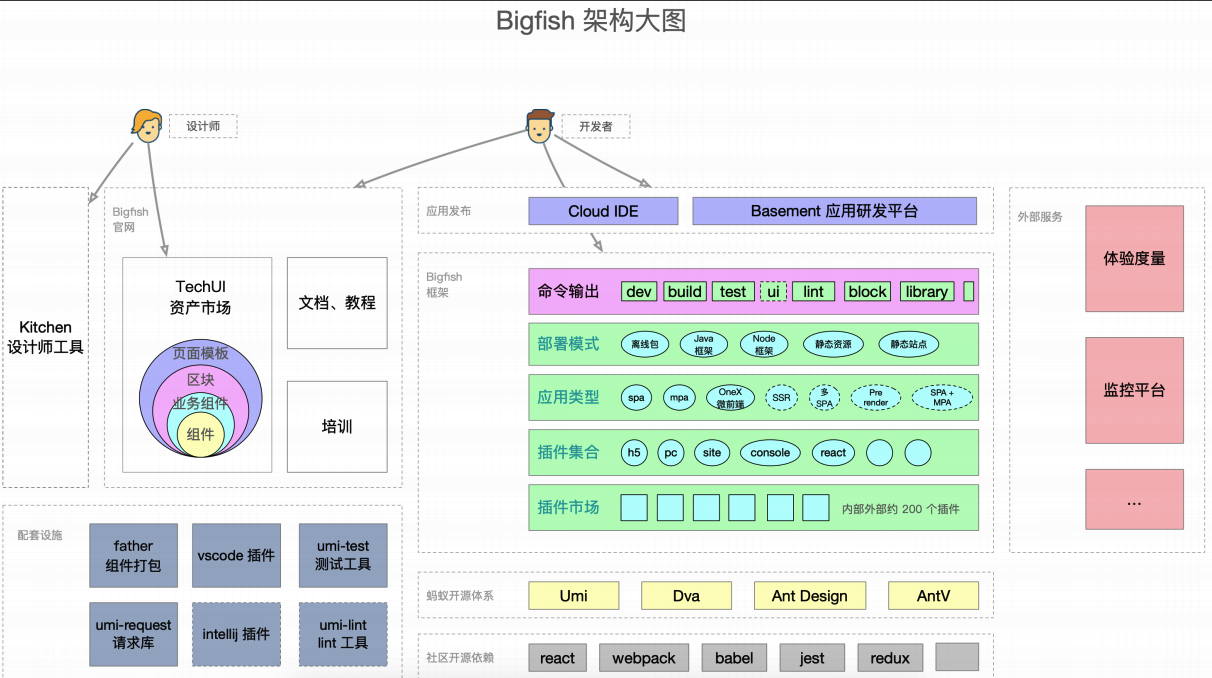 Bigfish 架构大图
设计师
开发者
Kitchen
设计师工具
Bigfish
官网
TechUI
资产市场
页面模板
区块
业务组件
组件
文档、教程
培训
应用发布
Cloud IDE
Basement 应用研发平台
Bigfish
框架
命令输出
dev
build
test
ui
lint
block
library
部署模式
离线包
Java
框架
Node
框架
静态资源
静态站点
应用类型
spa
mpa
OneX
微前端
SSR
多
SPA
Pre
render
SPA +
MPA
插件集合
h5
pc
site
console
react
插件市场
内部外部约 200 个插件
外部服务
体验度量
监控平台
...
配套设施
father
组件打包
vscode 插件
umi-test
测试工具
umi-request
请求库
intellij 插件
umi-lint
lint 工具
蚂蚁开源体系
Umi
Dva
Ant Design
AntV
社区开源依赖
react
webpack
babel
jest
redux